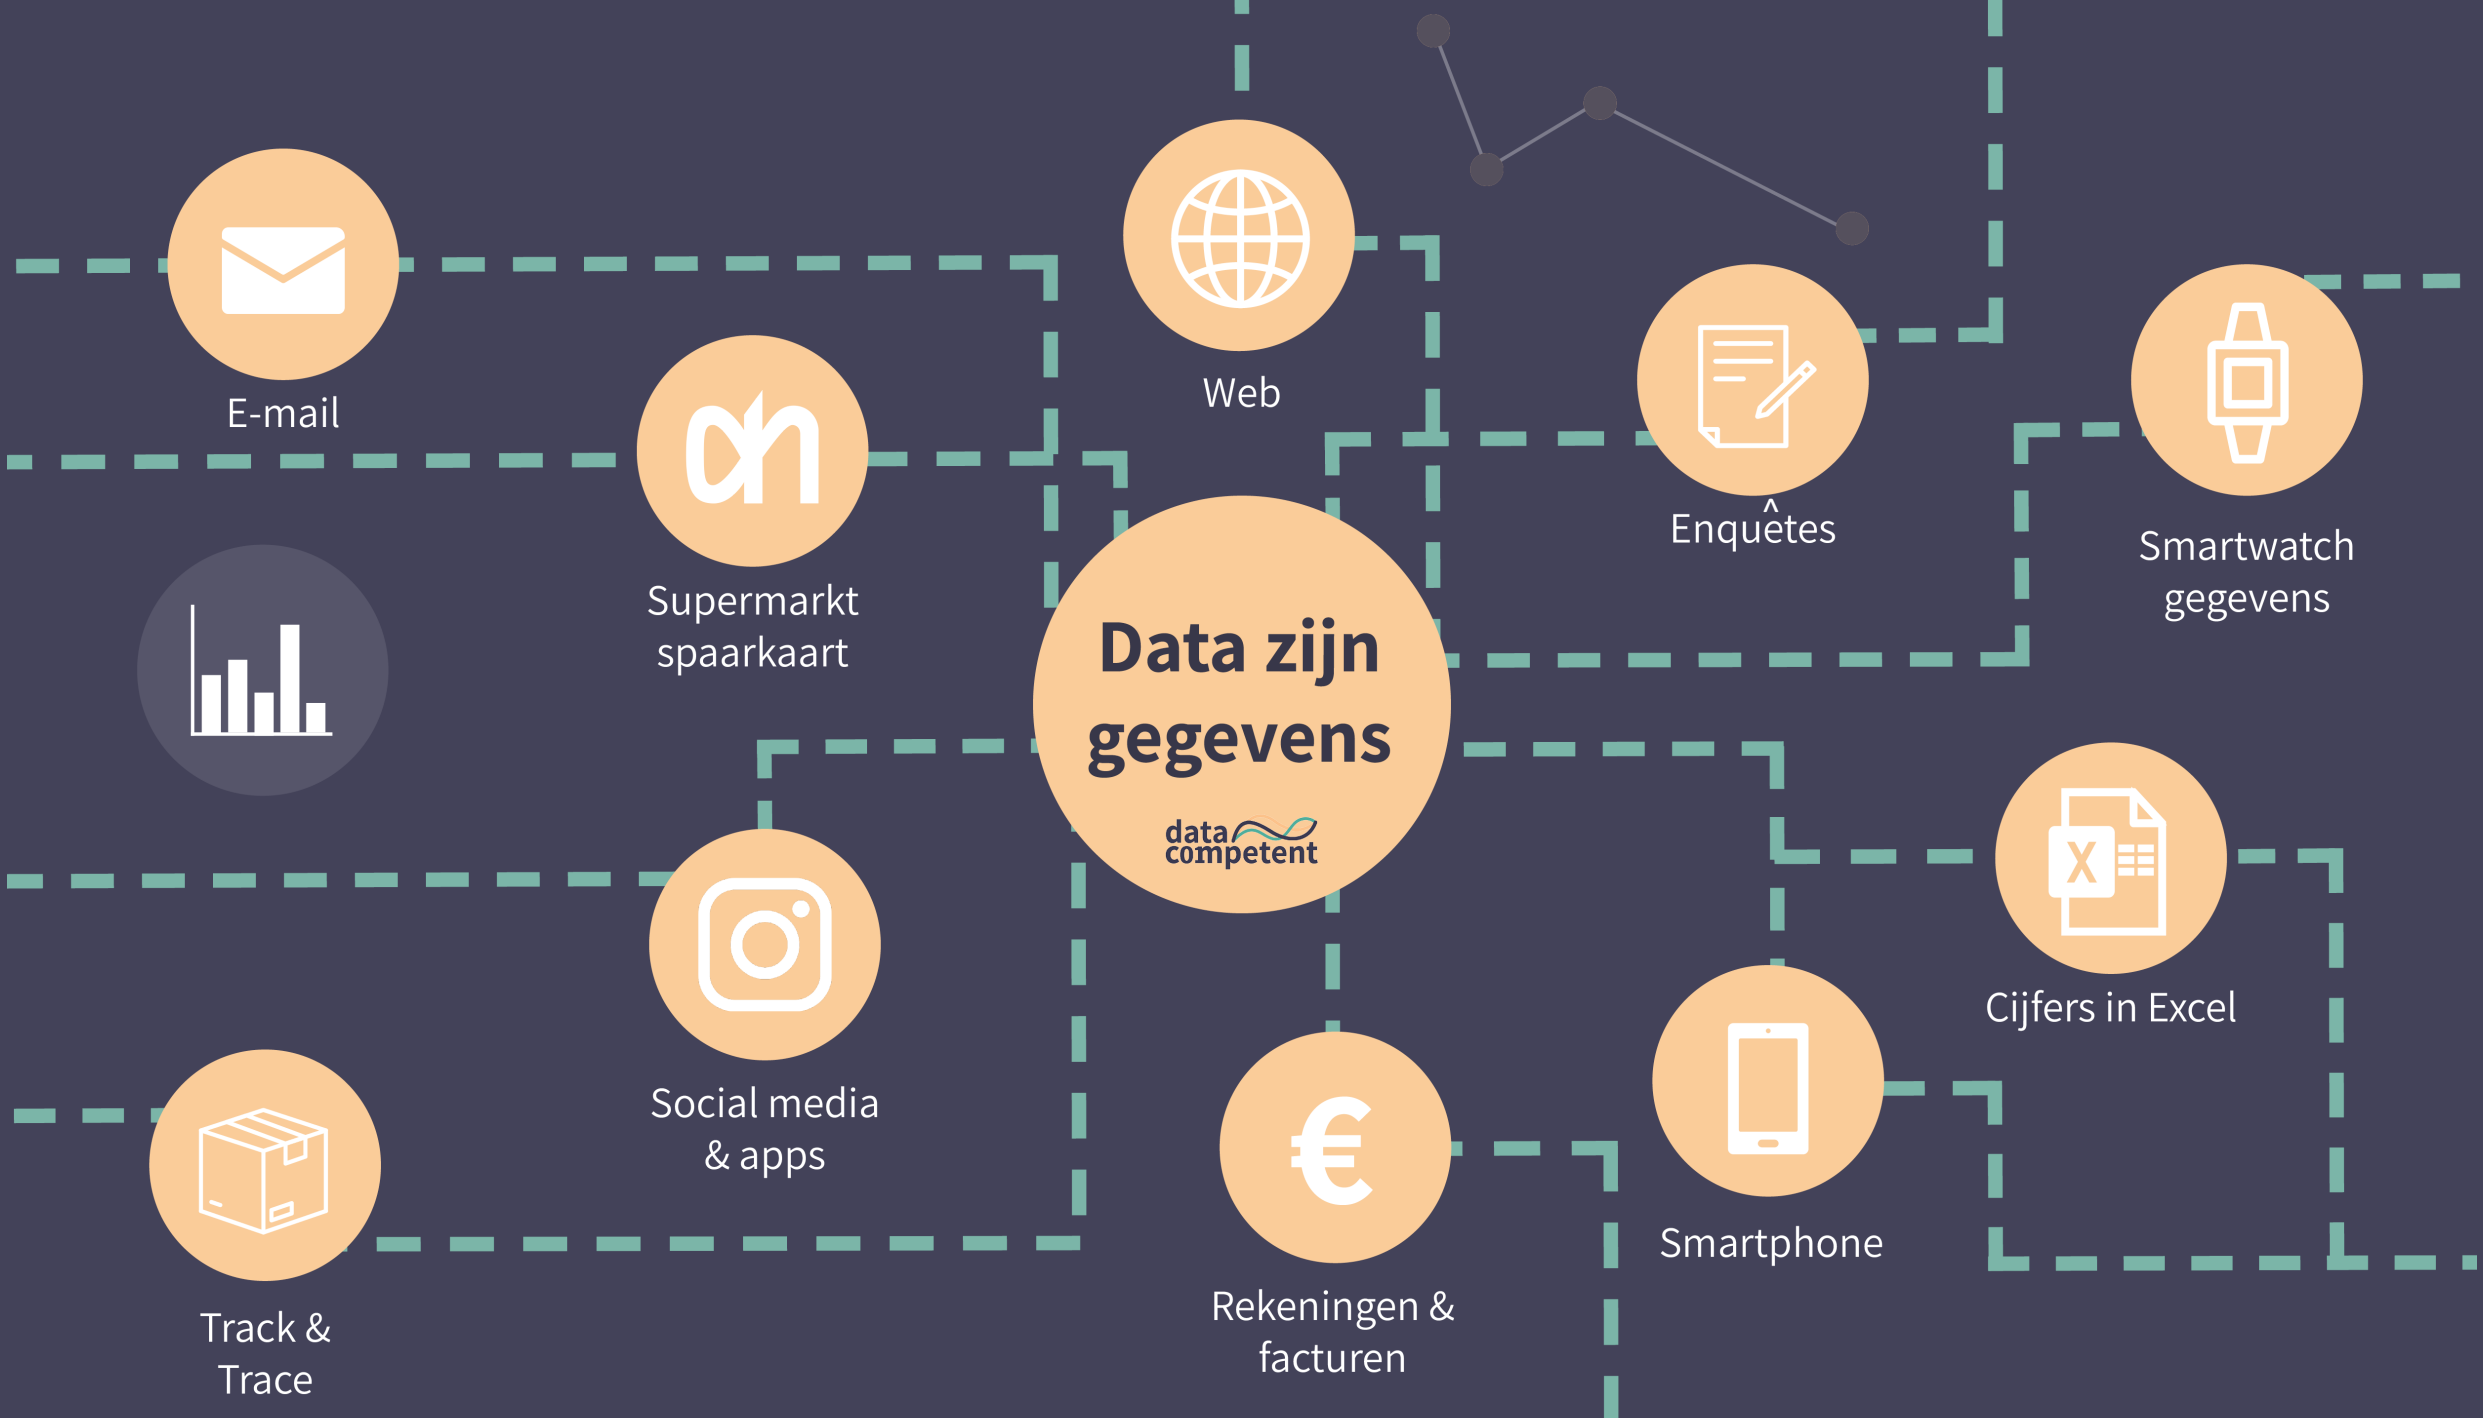 E-mail
Web
Supermarkt
spaarkaart
Enquêtes
Smartwatch
gegevens
Data zijn
gegevens
data
competent
Social media
& apps
Cijfers in Excel
X
Track &
Trace
€
Rekeningen &
facturen
Smartphone